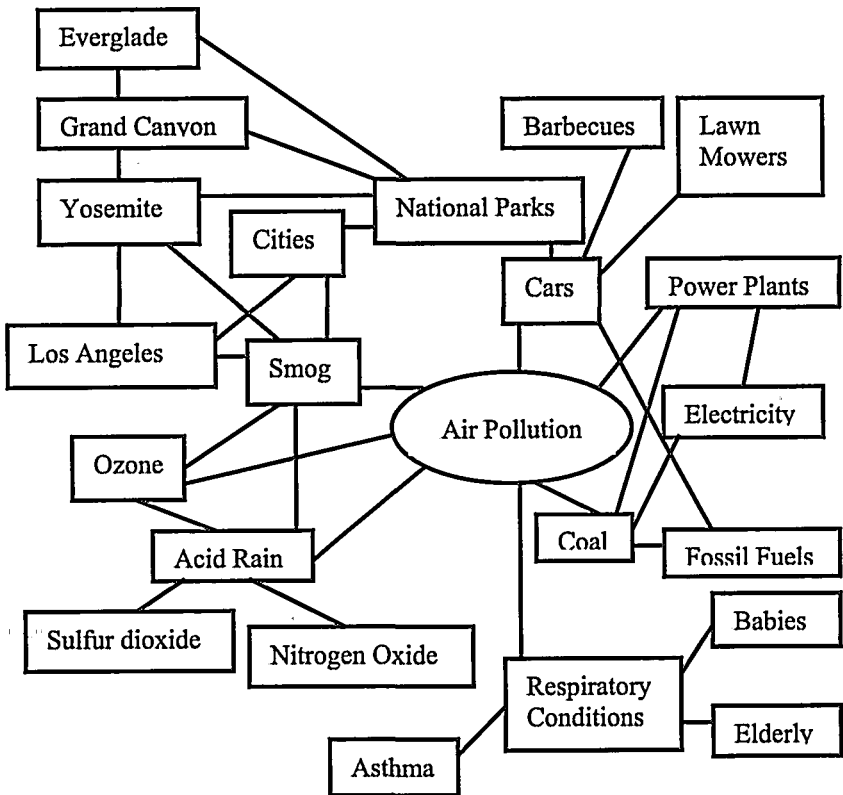 Everglade
Grand Canyon
Barbecues
Lawn
Mowers
Yosemite
National Parks
Cities
Cars
Power Plants
Los Angeles
Smog
Electricity
Air Pollution
Ozone
Coal
Fossil Fuels
Acid Rain
Sulfur dioxide
Nitrogen Oxide
Babies
Respiratory
Conditions
Elderly
Asthma